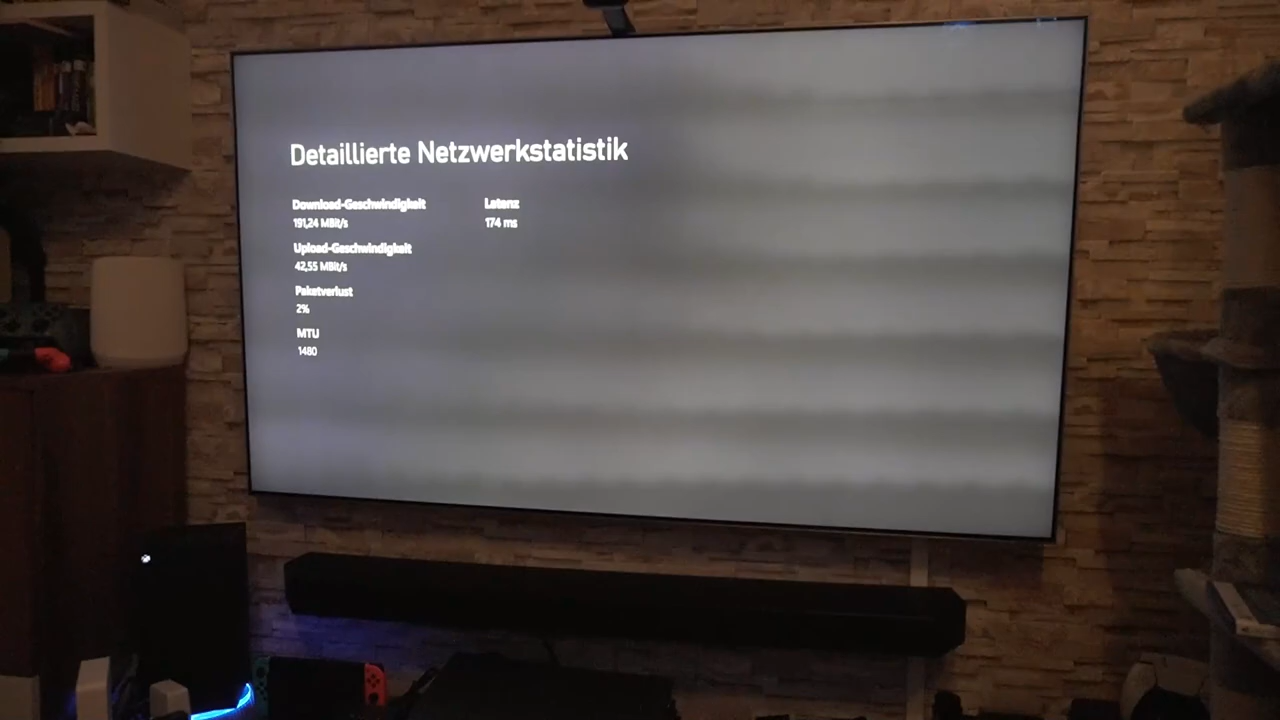 Detaillierte Netzwerkstatistik
Download-Geschwindigkeit
191,24 MBit/s
Upload-Geschwindigkeit
42,55 MBit/s
Paketverlust
2%
MTU
1480
Latenz
174 ms